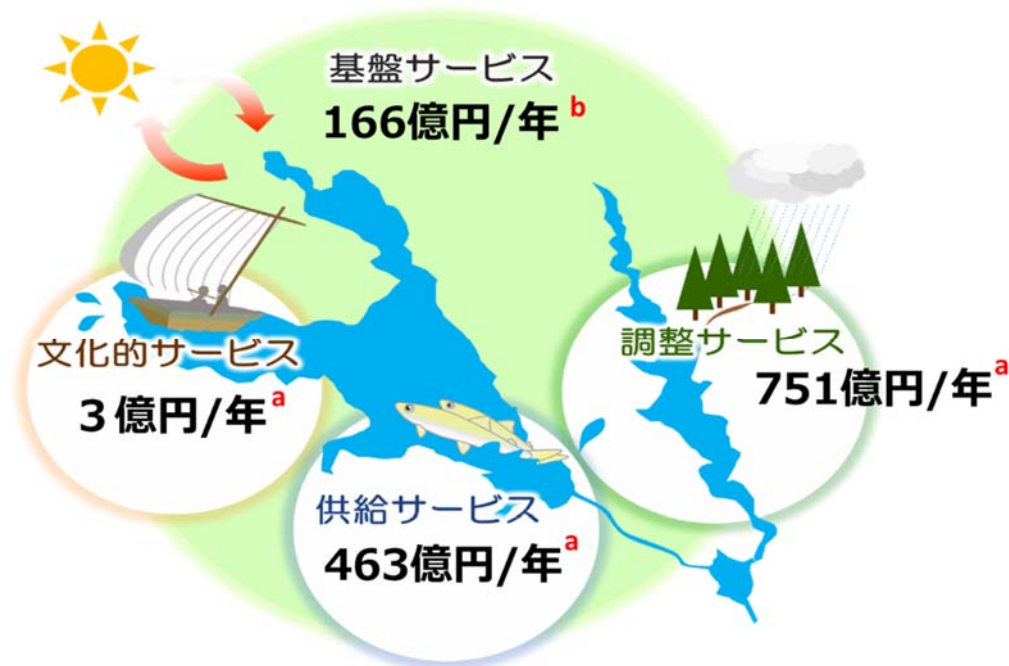 基盤サービス
166億円/年 b
文化的サービス
３億円/年 a
調整サービス
751億円/年 a
供給サービス
463億円/年 a